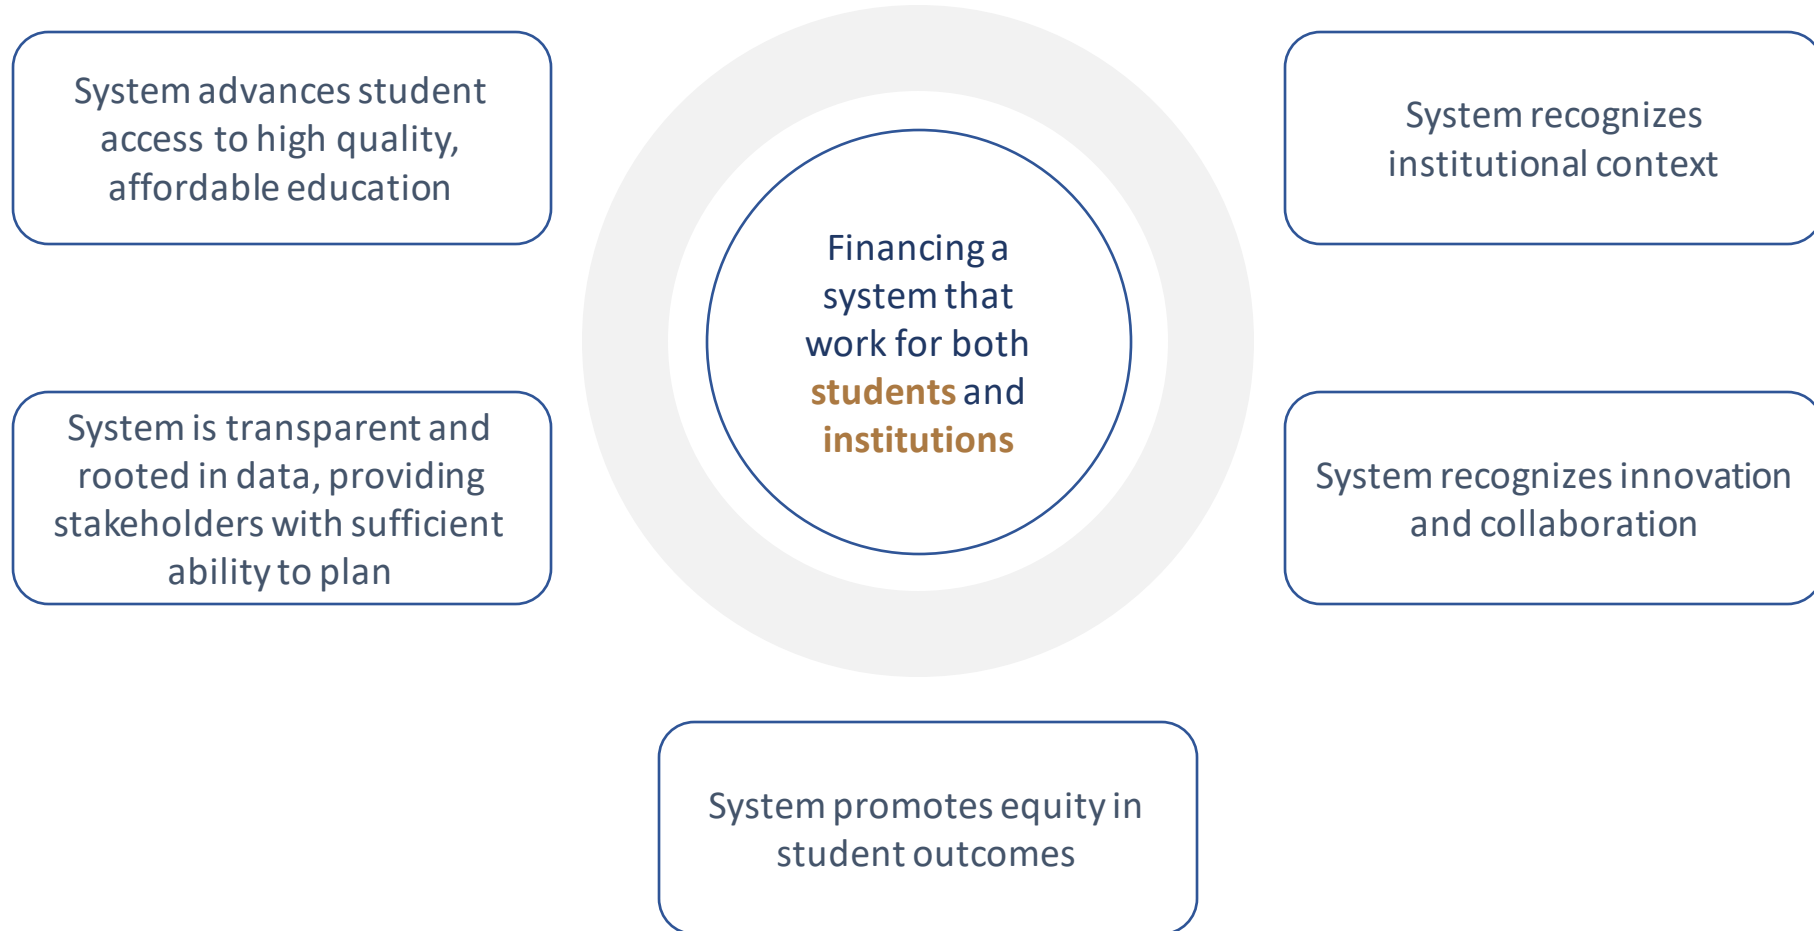 System advances student
access to high quality,
affordable education
System recognizes
institutional context
Financing a
system that
work for both
students and
institutions
System is transparent and
rooted in data, providing
stakeholders with sufficient
ability to plan
System recognizes innovation
and collaboration
System promotes equity in
student outcomes